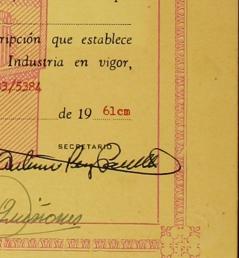 ripción que establece
Industria en vigor,
3/5384
de 19 61cm
SECRETARIO
Quiñones